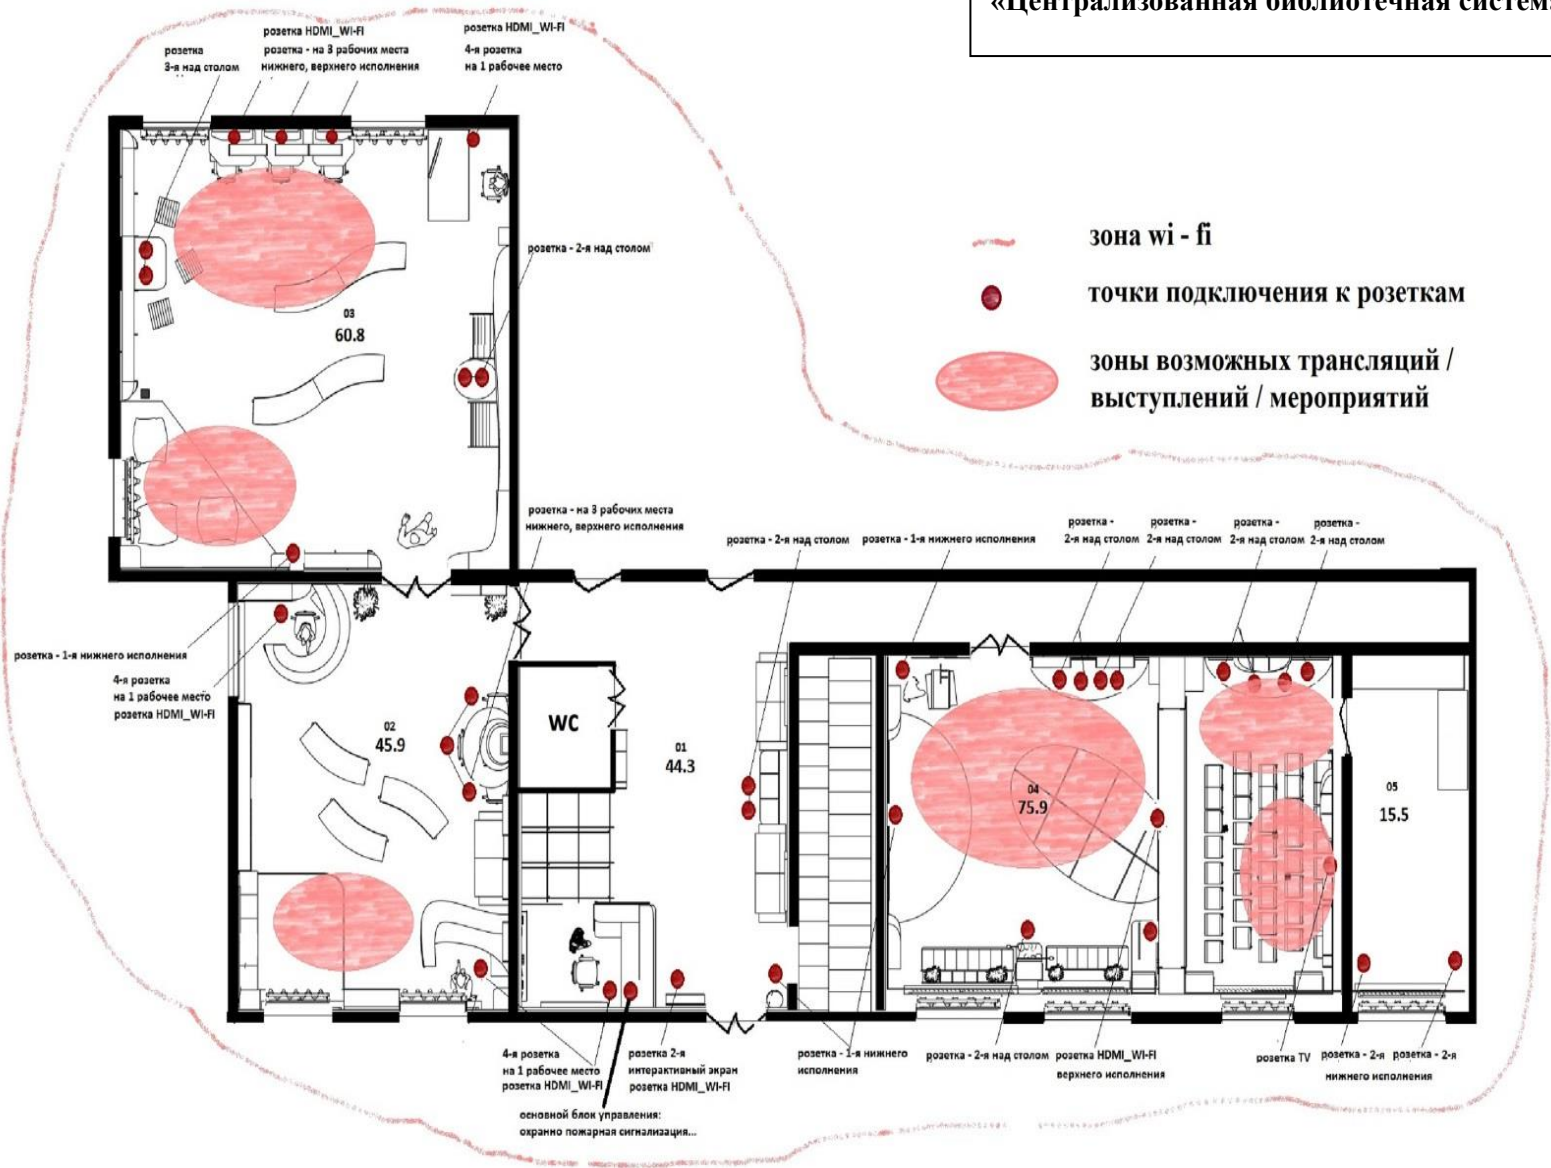 «Централизованная библиотечная система
розетка HDMI_WI-FI
розетка - на 3 рабочих места
нижнего, верхнего исполнения
розетка
3-я над столом
розетка HDMI_WI-FI
4-я розетка
на 1 рабочее место
розетка - 2-я над столом
зона wi - fi
точки подключения к розеткам
зоны возможных трансляций /
выступлений / мероприятий
03
60.8
розетка - на 3 рабочих места
нижнего, верхнего исполнения
розетка - 2-я над столом
розетка - 1-я нижнего исполнения
розетка -
2-я над столом
розетка -
2-я над столом
розетка -
2-я над столом
розетка -
2-я над столом
розетка - 1-я нижнего исполнения
4-я розетка
на 1 рабочее место
розетка HDMI_WI-FI
02
45.9
WC
01
44.3
04
75.9
05
15.5
4-я розетка
на 1 рабочее место
розетка HDMI_WI-FI
розетка 2-я
интерактивный экран
розетка HDMI_WI-FI
основной блок управления:
охранно пожарная сигнализация...
розетка - 1-я нижнего
исполнения
розетка - 2-я над столом
розетка HDMI_WI-FI
верхнего исполнения
розетка TV
розетка - 2-я
розетка - 2-я
нижнего исполнения